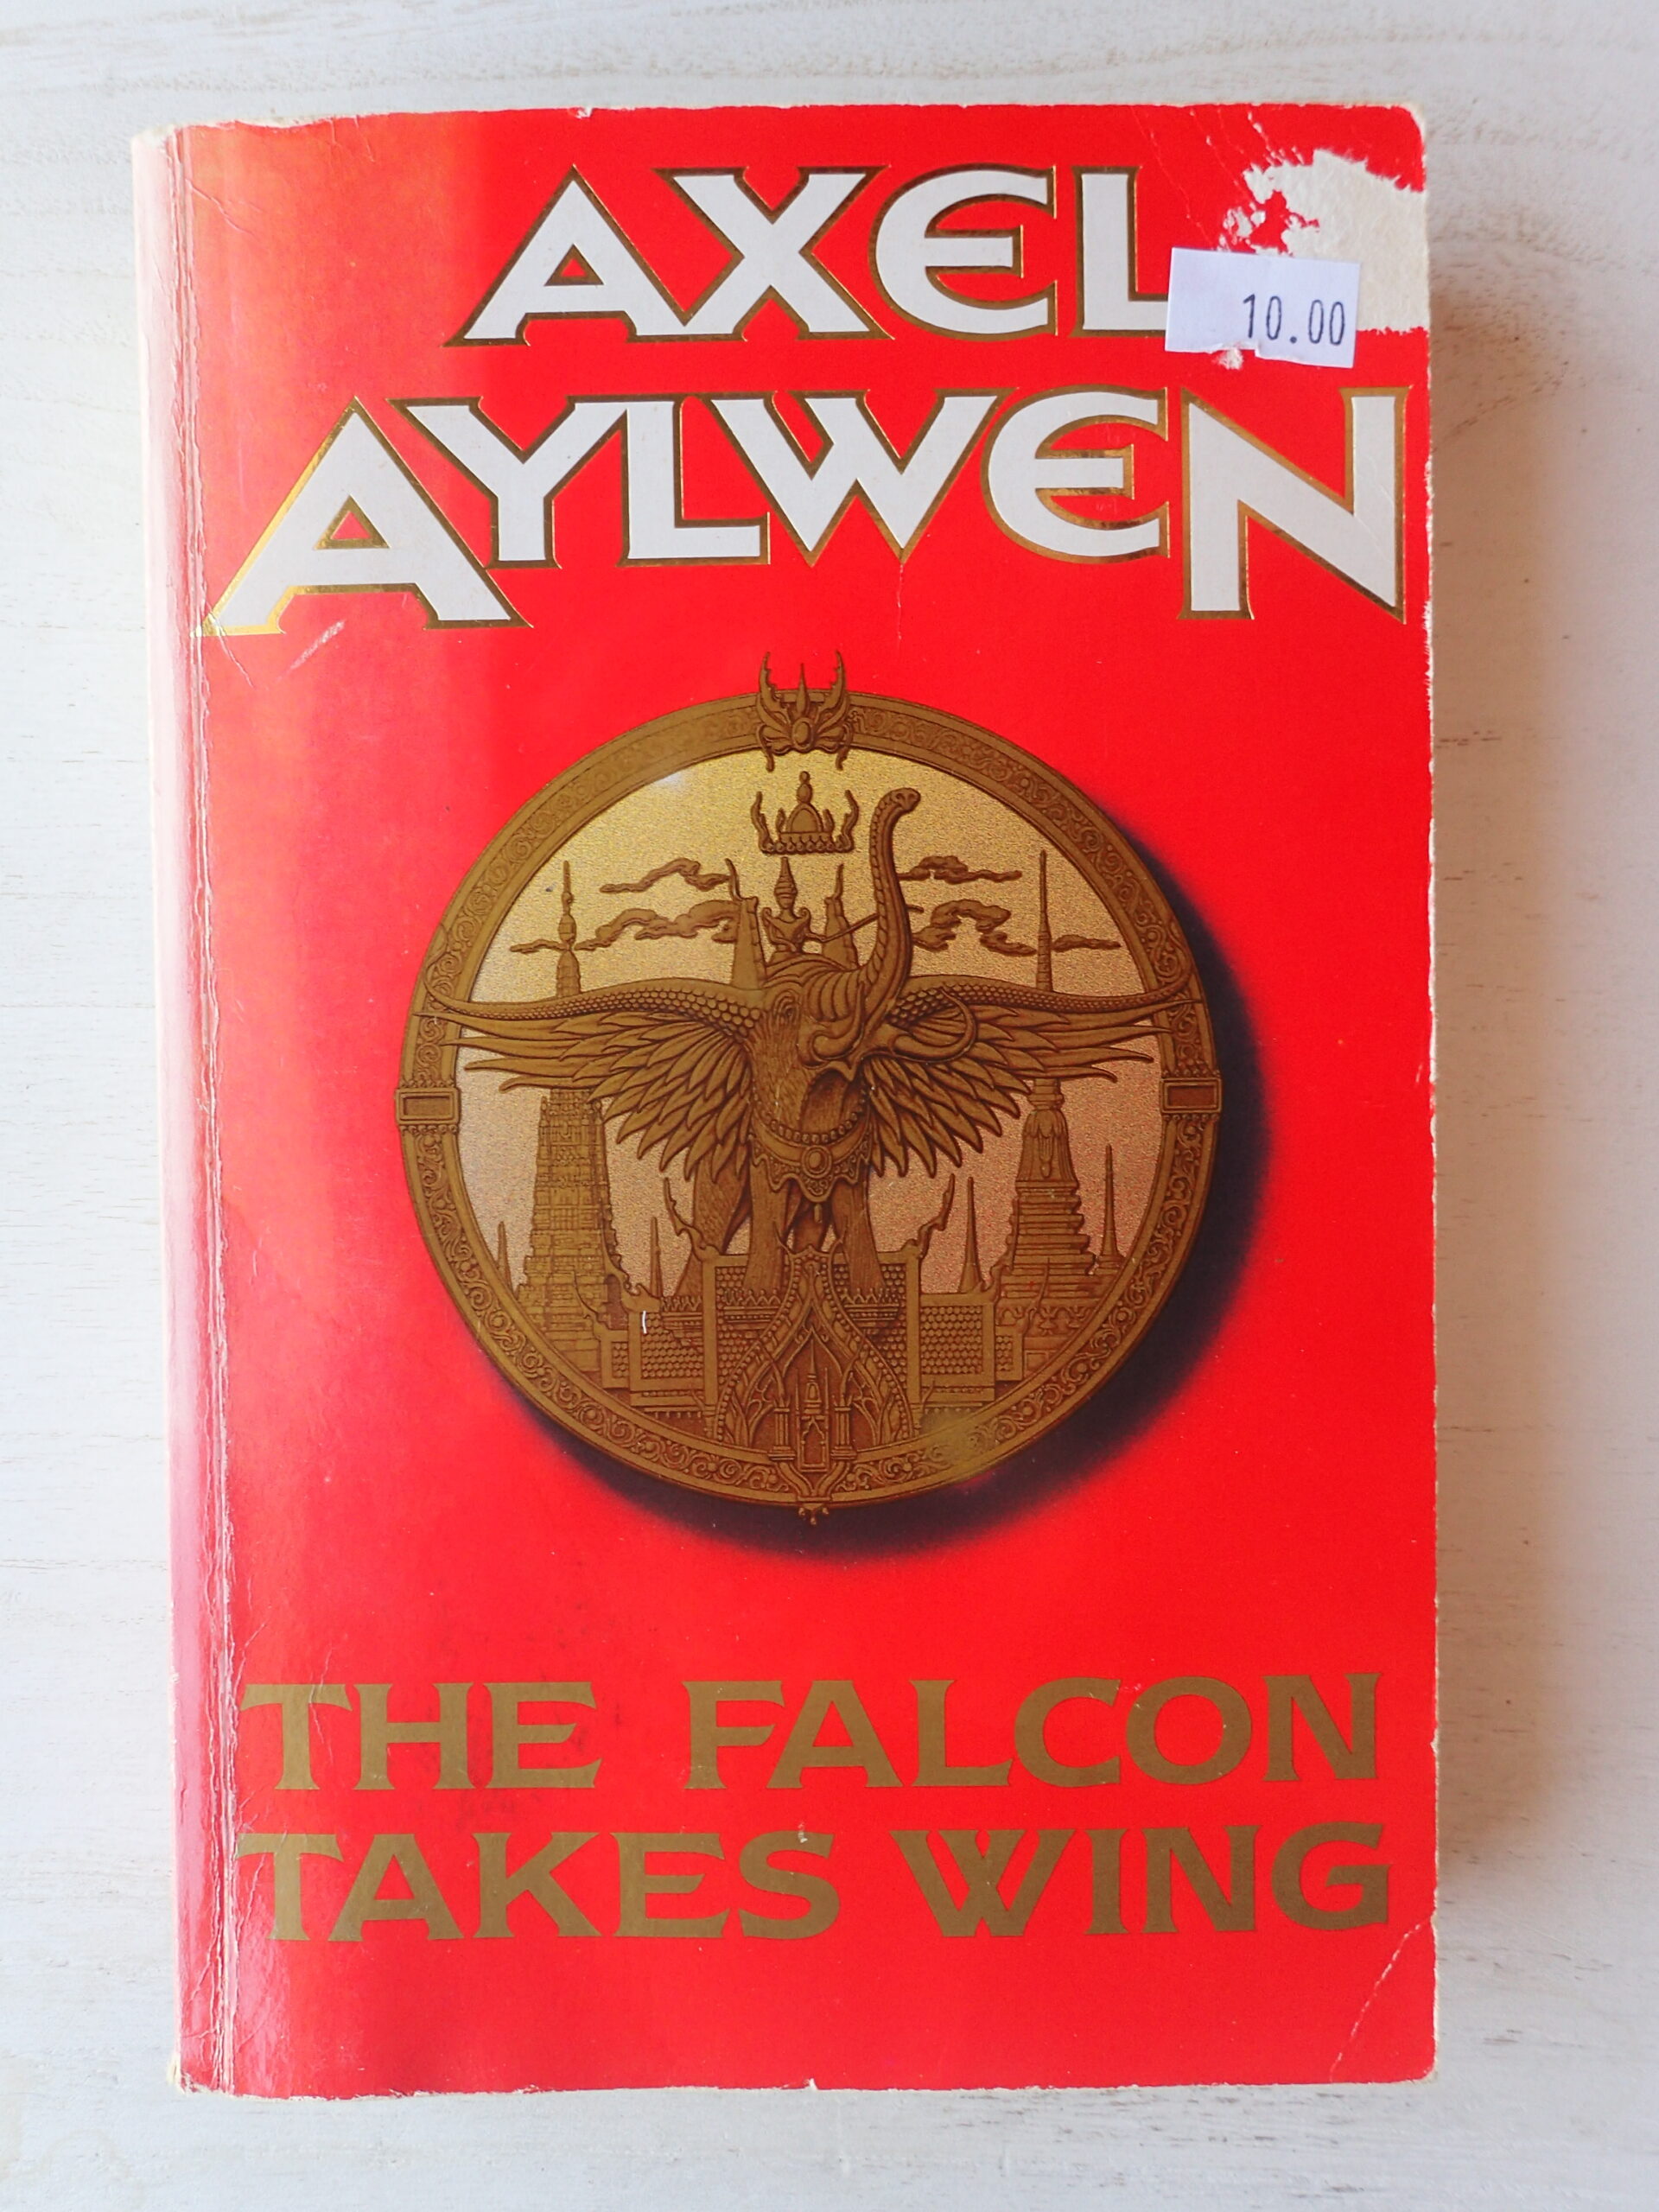 AXEL
10.00
AYLWEN
THE FALCON
TAKES WING